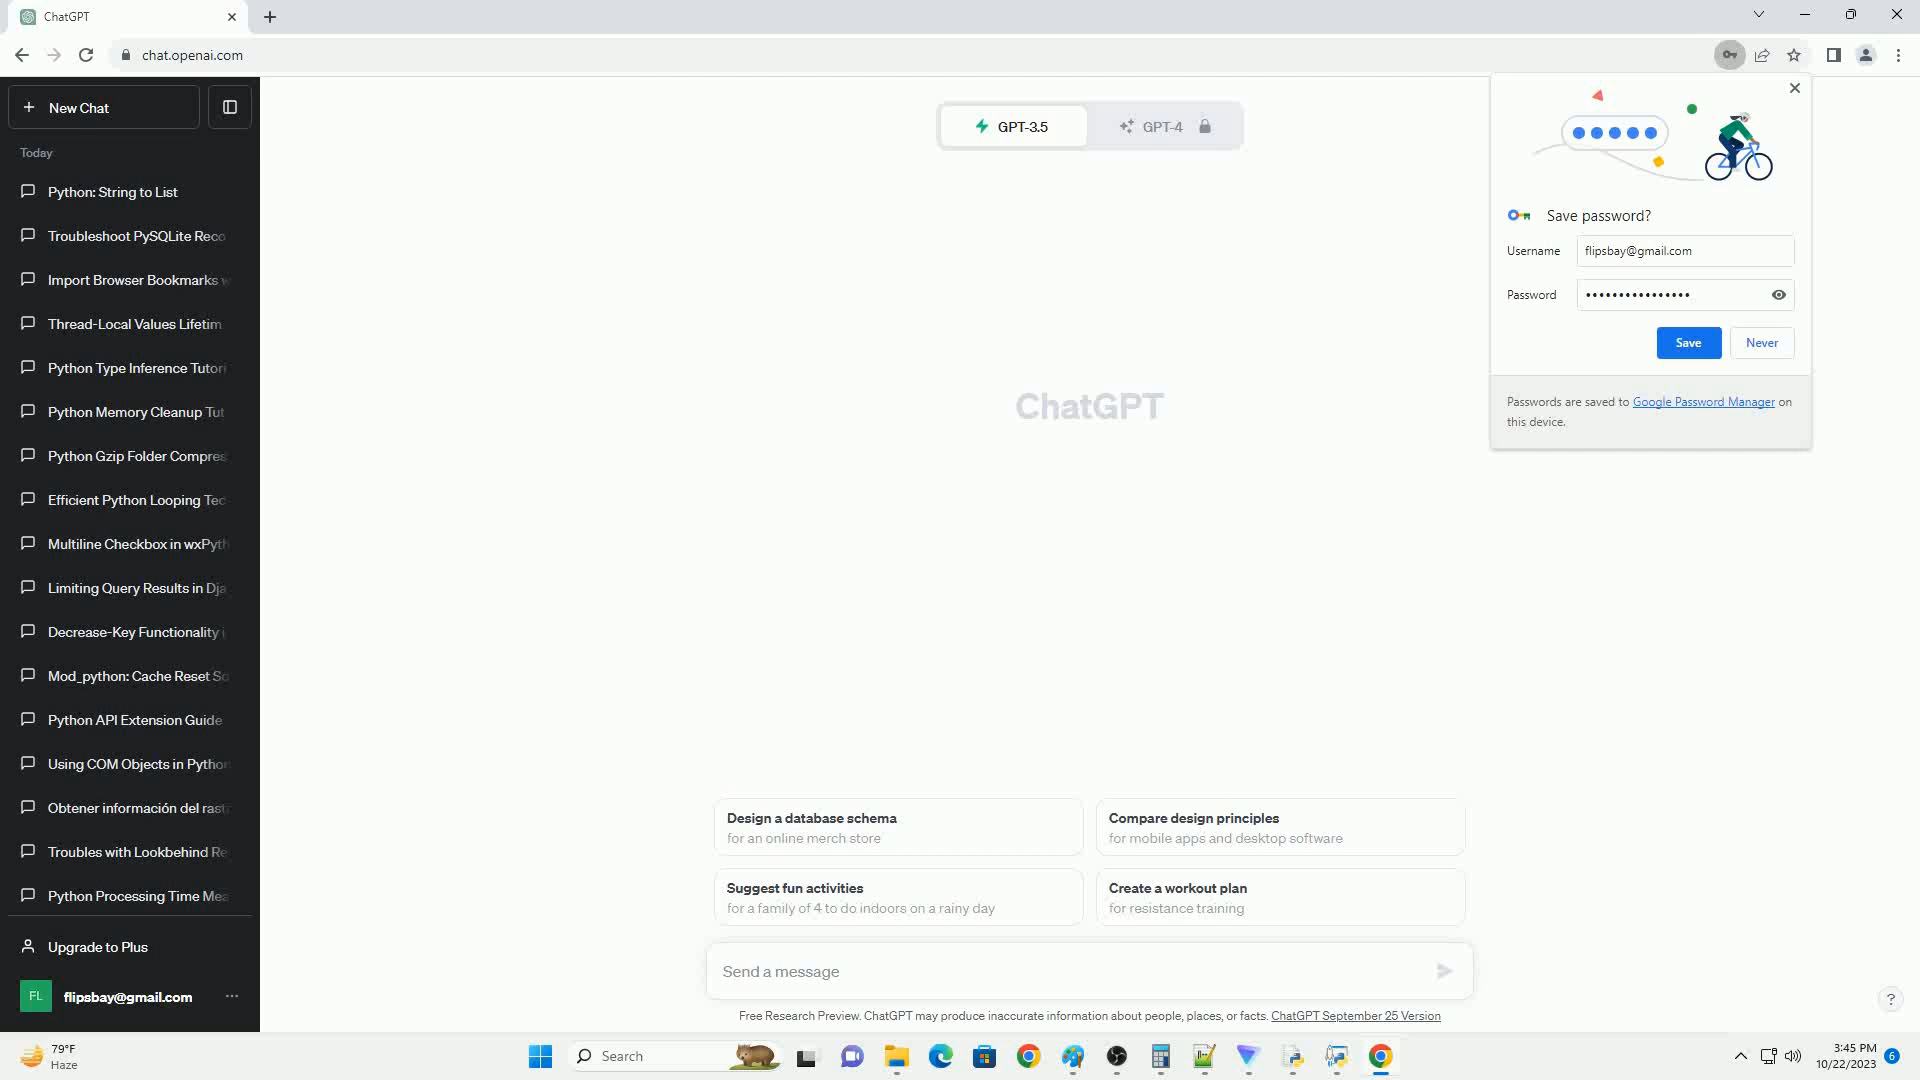 ChatGPT
chat.openai.com
New Chat
Today
Python: String to List
Troubleshoot PySQLite Reco
Import Browser Bookmarks w
Thread-Local Values Lifetim
Python Type Inference Tutori
Python Memory Cleanup Tut
Python Gzip Folder Compres
Efficient Python Looping Tec
Multiline Checkbox in wxPyth
Limiting Query Results in Dja
Decrease-Key Functionality i
Mod_python: Cache Reset So
Python API Extension Guide
Using COM Objects in Python
Obtener información del rastr
Troubles with Lookbehind Re
Python Processing Time Mea
Upgrade to Plus
FL
flipsbay@gmail.com
GPT-3.5
GPT-4
ChatGPT
Save password?
Username
flipsbay@gmail.com
Password
Save
Never
Passwords are saved to Google Password Manager on
this device.
Design a database schema
for an online merch store
Compare design principles
for mobile apps and desktop software
Suggest fun activities
for a family of 4 to do indoors on a rainy day
Create a workout plan
for resistance training
Send a message
Free Research Preview. ChatGPT may produce inaccurate information about people, places, or facts. ChatGPT September 25 Version
?
79°F
Haze
Search
3:45 PM
10/22/2023
6